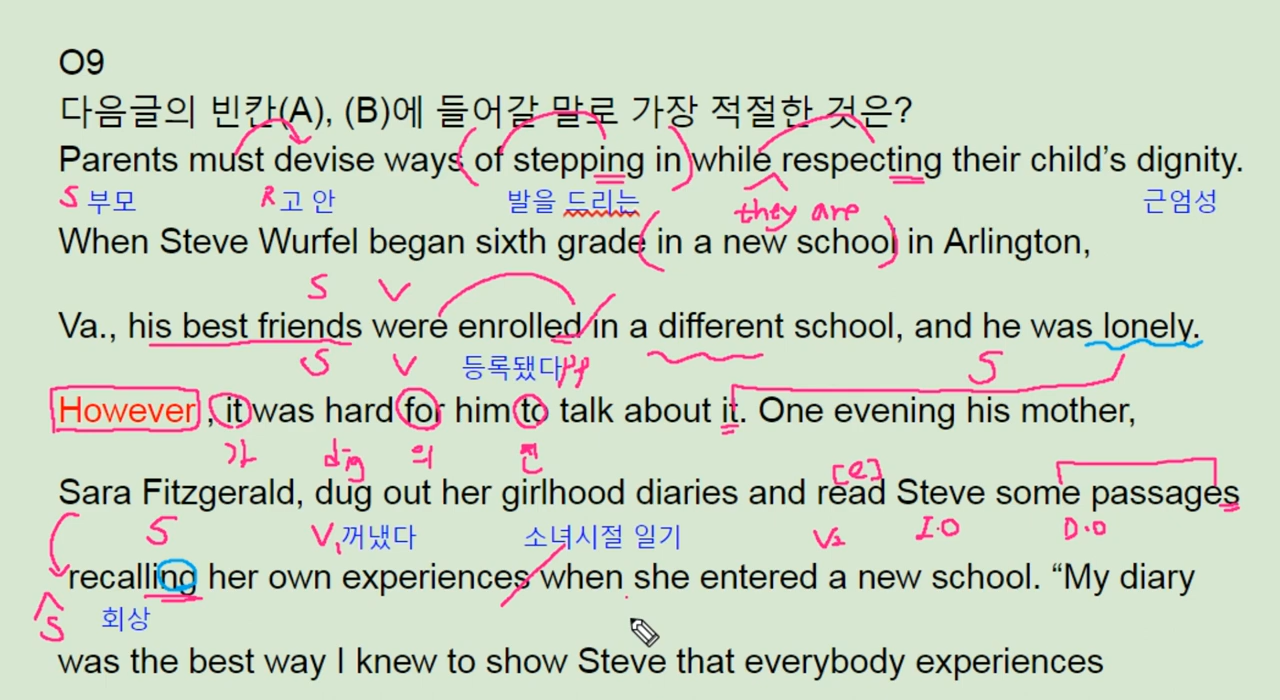 O9
다음글의 빈칸(A), (B)에 들어갈 말로 가장 적절한 것은?
Parents must devise ways of stepping in while respecting their child's dignity.
S 부모 R 고 안 발을 드리는 they are 근엄성
When Steve Wurfel began sixth grade in a new school in Arlington,
S V
Va., his best friends were enrolled in a different school, and he was lonely.
S V 등록됐다 pp S
However, it was hard for him to talk about it. One evening his mother,
가 dig 의 진 [e]
Sara Fitzgerald, dug out her girlhood diaries and read Steve some passages
S V1 꺼냈다 소녀시절 일기 V2 I.O D.O
recalling her own experiences when she entered a new school. “My diary
S 회상
was the best way I knew to show Steve that everybody experiences